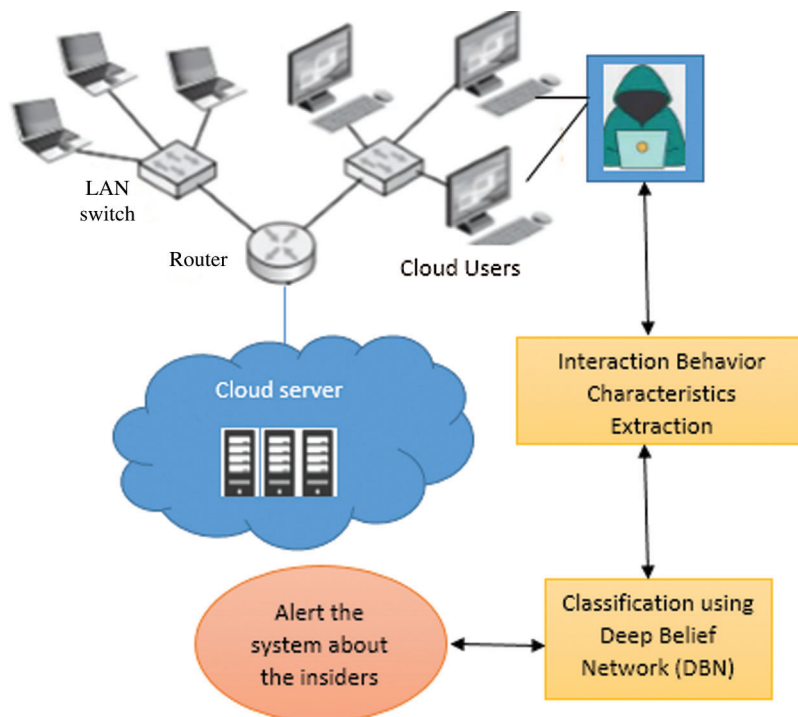 LAN
switch
Router
Cloud Users
Cloud server
Interaction Behavior
Characteristics
Extraction
Alert the
system about
the insiders
Classification using
Deep Belief
Network (DBN)